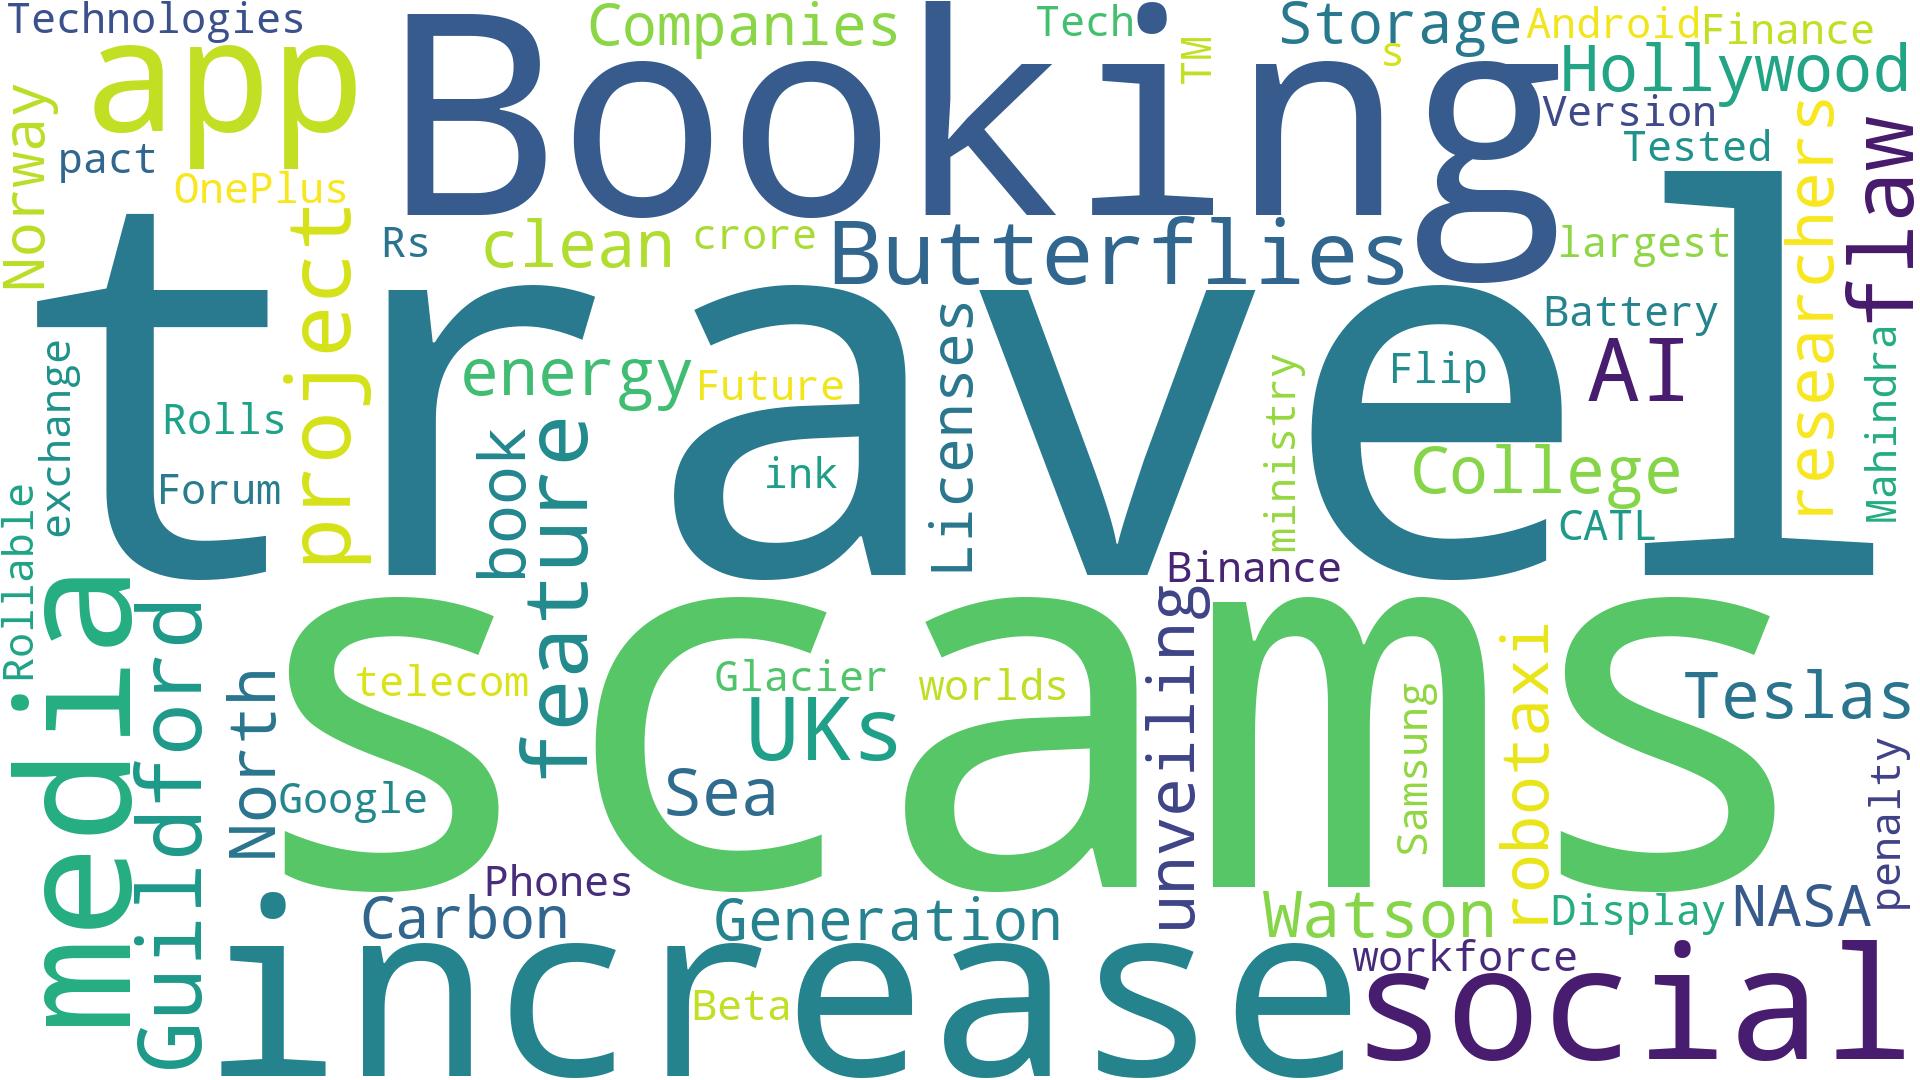 Technologies
app
Booking
Companies
Tech
TM
Storage
s
Android
Finance
Hollywood
Norway
pact
OnePlus
Version
Tested
researchers
flaw
project
Rs
clean
crore
Butterflies
largest
travel
exchange
Rolls
Forum
energy
Future
book
feature
ink
Licenses
ministry
Flip
Battery
AI
College
CATL
Mahindra
Rollable
Binance
media
Guildford
North
scams
telecom
Glacier
worlds
UKs
Sea
Google
unveiling
Samsung
robotaxi
Teslas
penalty
Phones
Carbon
Generation
Watson
Display
NASA
workforce
increase
Beta
social